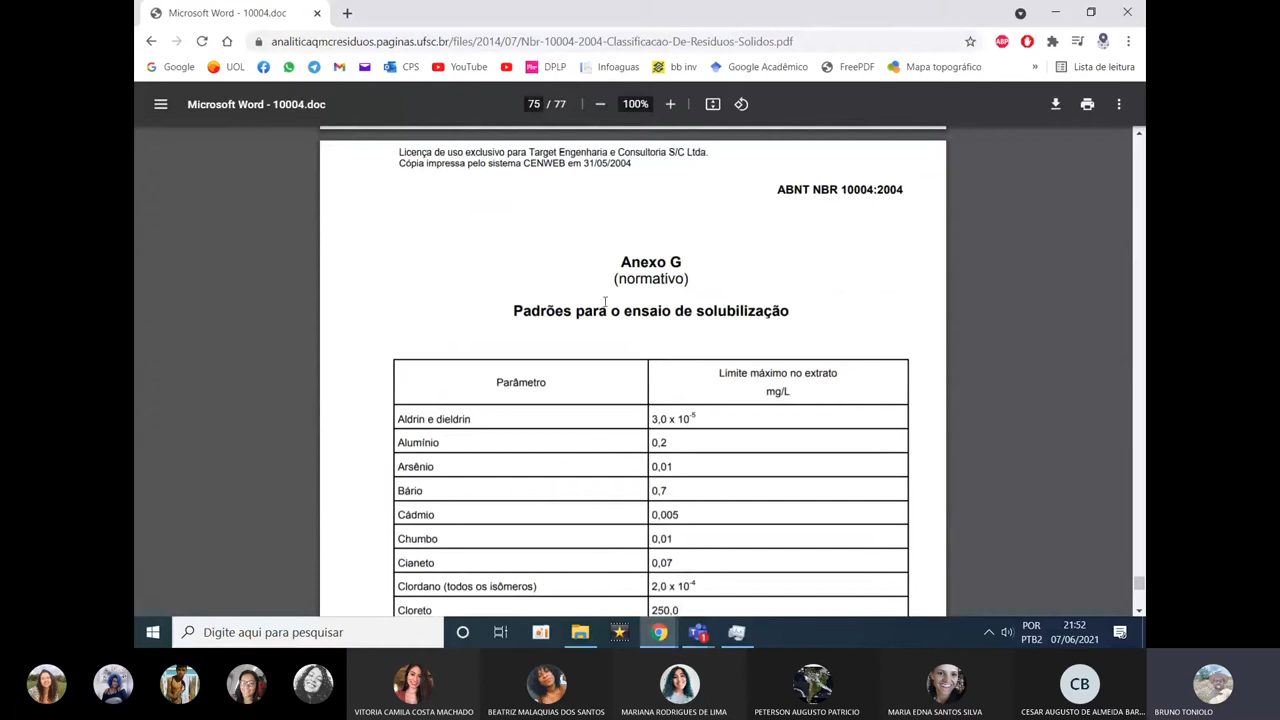 Microsoft Word - 10004.doc
analiticaqmcresiduos.paginas.ufsc.br/files/2014/07/Nbr-10004-2004-Classificacao-De-Residuos-Solidos.pdf
ABP
Google UOL CPS YouTube DPLP Infoaguas bb inv Google Acadêmico FreePDF Mapa topográfico » Lista de leitura
Microsoft Word - 10004.doc 75 / 77 100%
Licença de uso exclusivo para Target Engenharia e Consultoria S/C Ltda.
Cópia impressa pelo sistema CENWEB em 31/05/2004
ABNT NBR 10004:2004
Anexo G
(normativo)
Padrões para o ensaio de solubilização
Parâmetro Limite máximo no extrato
mg/L
Aldrin e dieldrin 3,0 x 10⁻⁵
Alumínio 0,2
Arsênio 0,01
Bário 0,7
Cádmio 0,005
Chumbo 0,01
Cianeto 0,07
Clordano (todos os isômeros) 2,0 x 10⁻⁴
Cloreto 250,0
Digite aqui para pesquisar
POR 21:52
PTB2 07/06/2021
CB
VITORIA CAMILA COSTA MACHADO BEATRIZ MALAQUIAS DOS SANTOS MARIANA RODRIGUES DE LIMA PETERSON AUGUSTO PATRICIO MARIA EDNA SANTOS SILVA CESAR AUGUSTO DE ALMEIDA BAR... BRUNO TONIOLO